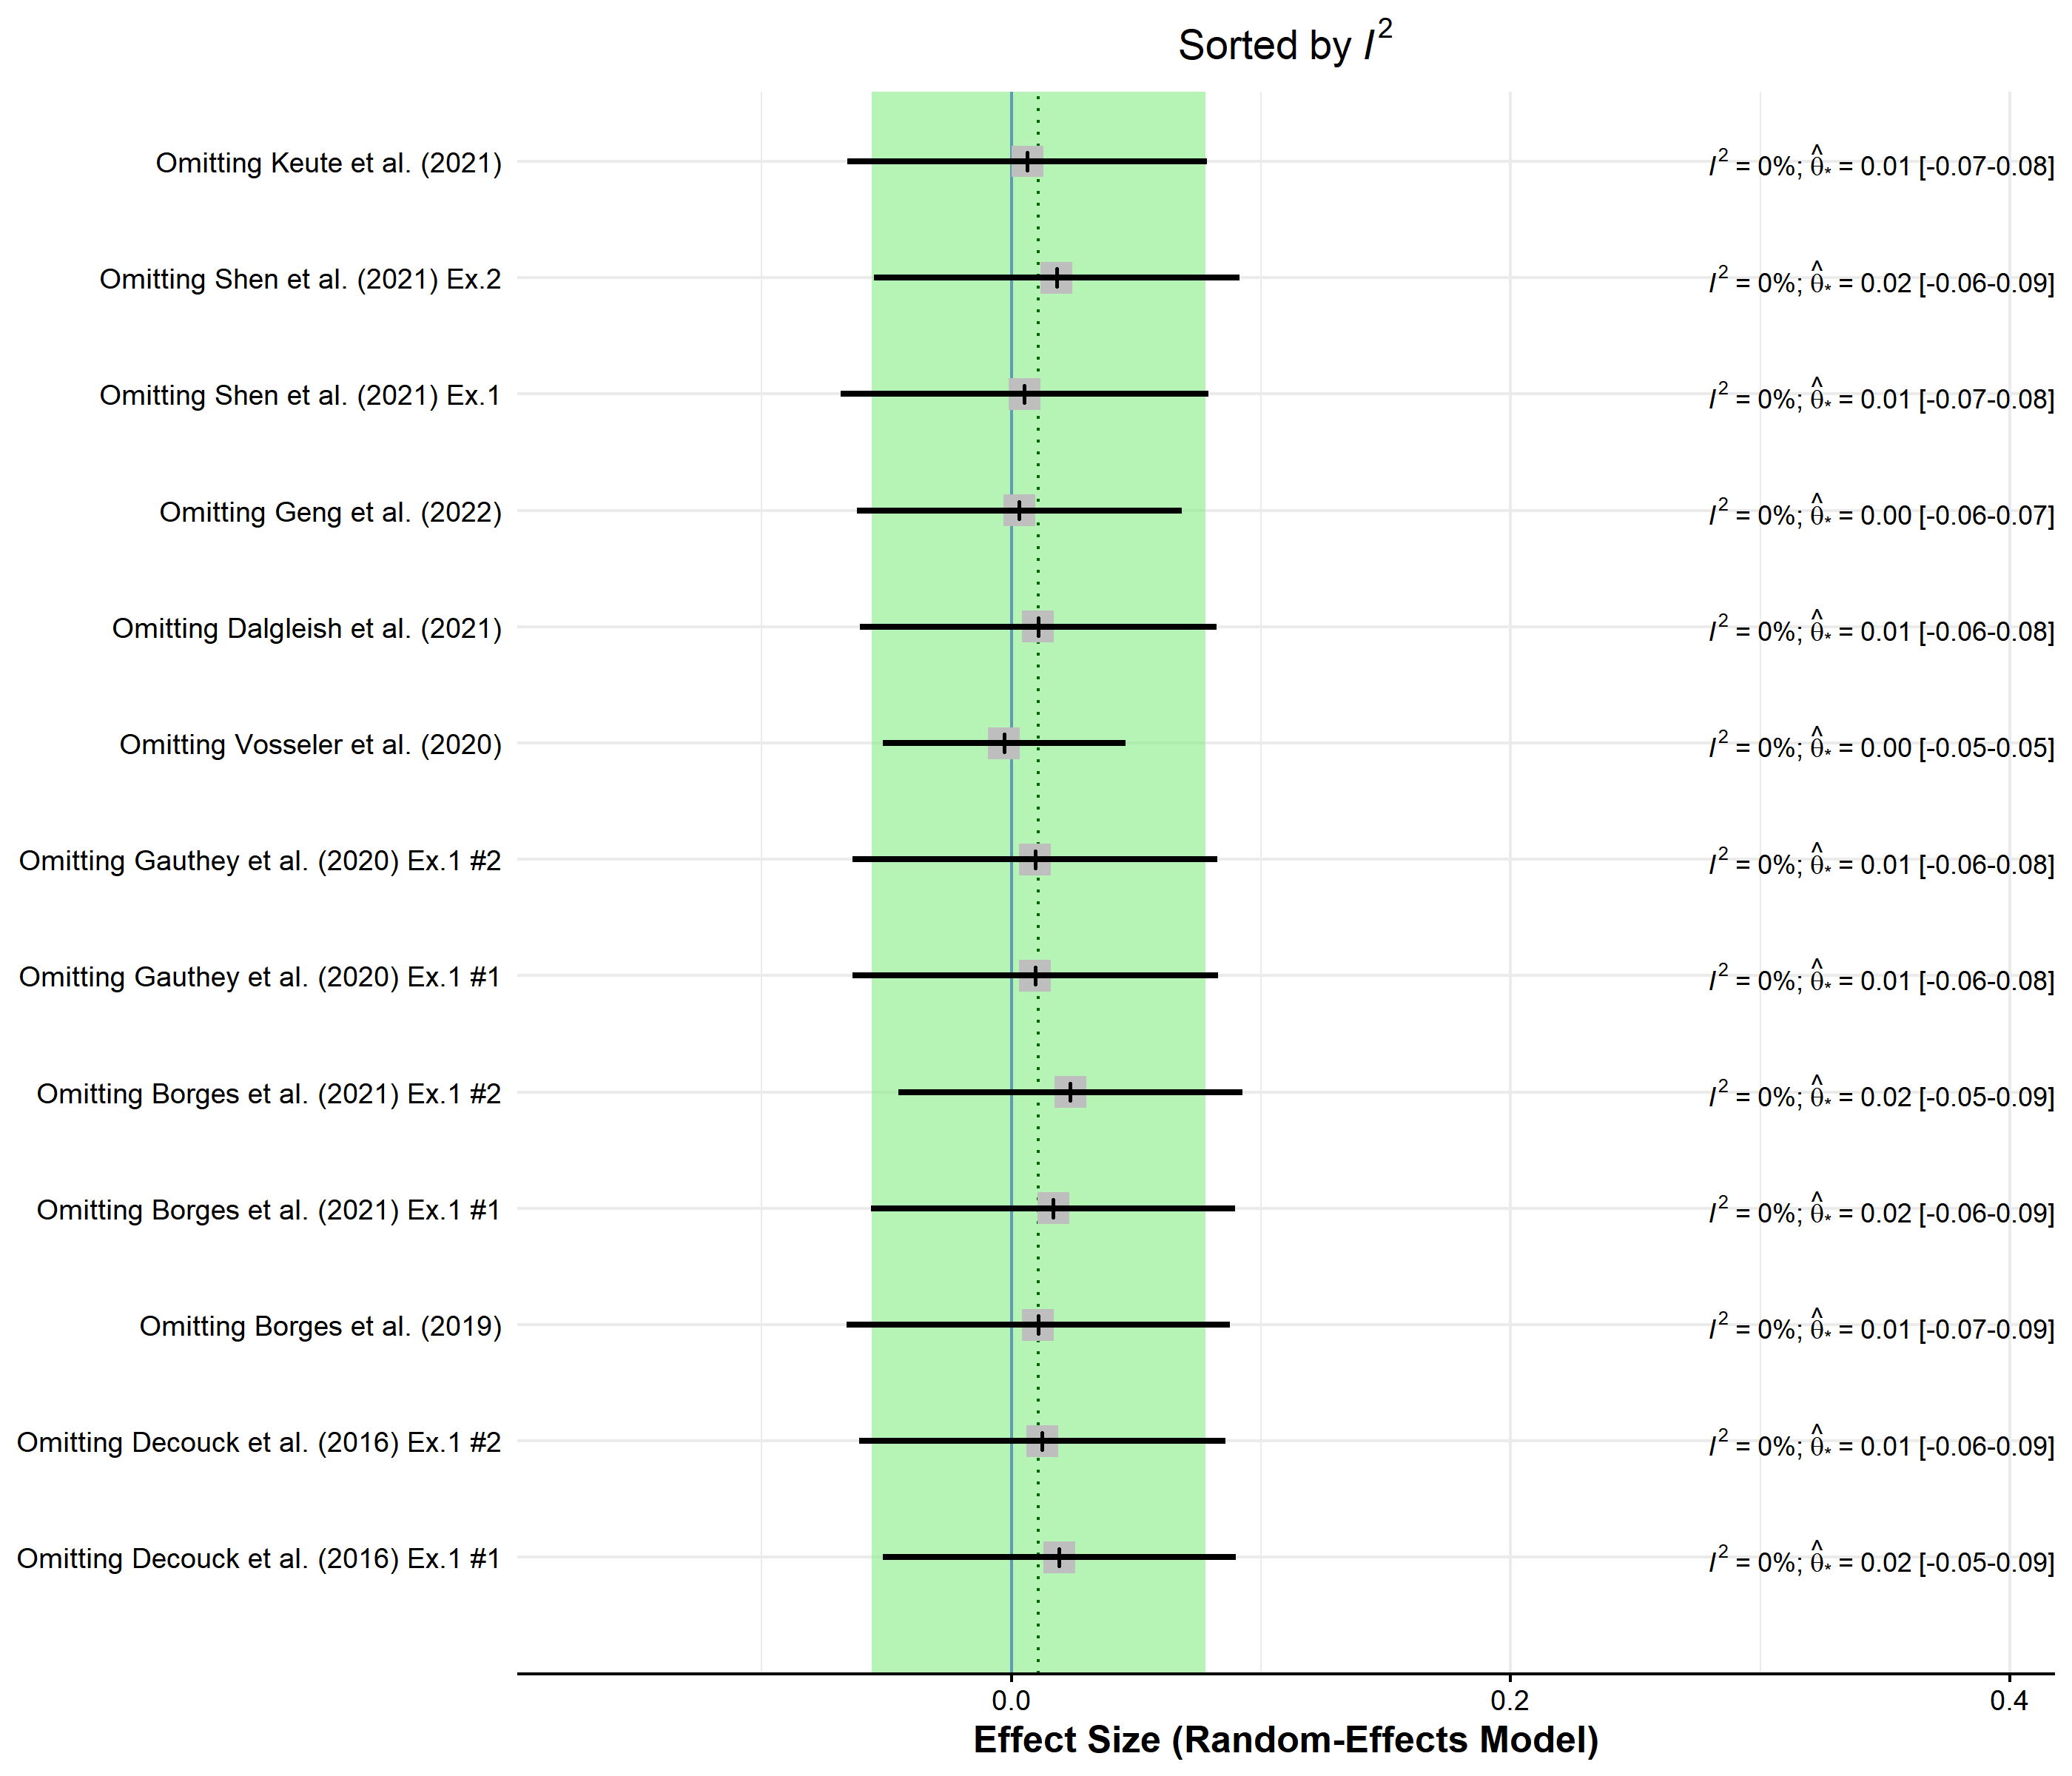 Sorted by I²
Omitting Keute et al. (2021) I² = 0%; θ̂* = 0.01 [-0.07-0.08]
Omitting Shen et al. (2021) Ex.2 I² = 0%; θ̂* = 0.02 [-0.06-0.09]
Omitting Shen et al. (2021) Ex.1 I² = 0%; θ̂* = 0.01 [-0.07-0.08]
Omitting Geng et al. (2022) I² = 0%; θ̂* = 0.00 [-0.06-0.07]
Omitting Dalgleish et al. (2021) I² = 0%; θ̂* = 0.01 [-0.06-0.08]
Omitting Vosseler et al. (2020) I² = 0%; θ̂* = 0.00 [-0.05-0.05]
Omitting Gauthey et al. (2020) Ex.1 #2 I² = 0%; θ̂* = 0.01 [-0.06-0.08]
Omitting Gauthey et al. (2020) Ex.1 #1 I² = 0%; θ̂* = 0.01 [-0.06-0.08]
Omitting Borges et al. (2021) Ex.1 #2 I² = 0%; θ̂* = 0.02 [-0.05-0.09]
Omitting Borges et al. (2021) Ex.1 #1 I² = 0%; θ̂* = 0.02 [-0.06-0.09]
Omitting Borges et al. (2019) I² = 0%; θ̂* = 0.01 [-0.07-0.09]
Omitting Decouck et al. (2016) Ex.1 #2 I² = 0%; θ̂* = 0.01 [-0.06-0.09]
Omitting Decouck et al. (2016) Ex.1 #1 I² = 0%; θ̂* = 0.02 [-0.05-0.09]
0.0 0.2 0.4
Effect Size (Random-Effects Model)